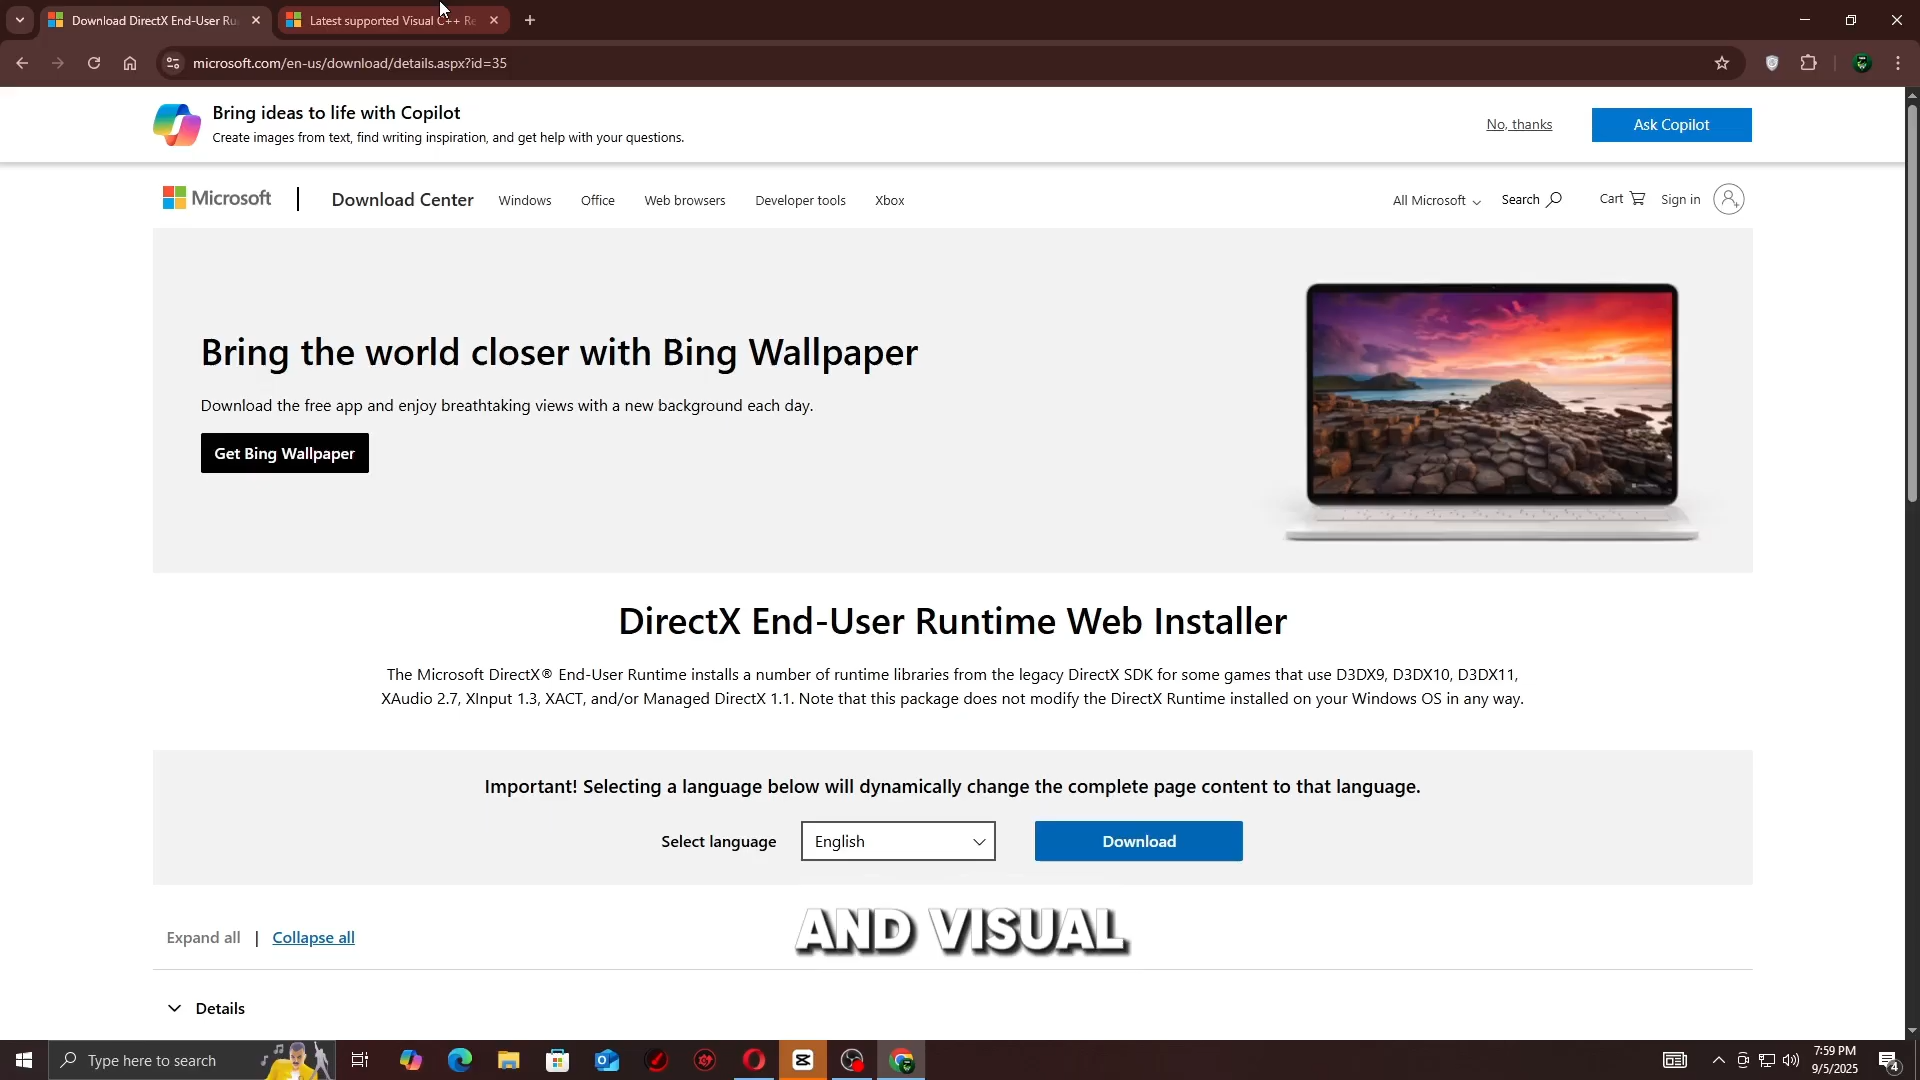 Download DirectX End-User Ru
Latest supported Visual C++ Re
microsoft.com/en-us/download/details.aspx?id=35
Bring ideas to life with Copilot
Create images from text, find writing inspiration, and get help with your questions.
No, thanks
Ask Copilot
Microsoft
Download Center
Windows
Office
Web browsers
Developer tools
Xbox
All Microsoft
Search
Cart
Sign in
Bring the world closer with Bing Wallpaper
Download the free app and enjoy breathtaking views with a new background each day.
Get Bing Wallpaper
DirectX End-User Runtime Web Installer
The Microsoft DirectX® End-User Runtime installs a number of runtime libraries from the legacy DirectX SDK for some games that use D3DX9, D3DX10, D3DX11,
XAudio 2.7, XInput 1.3, XACT, and/or Managed DirectX 1.1. Note that this package does not modify the DirectX Runtime installed on your Windows OS in any way.
Important! Selecting a language below will dynamically change the complete page content to that language.
Select language
English
Download
Expand all | Collapse all
AND VISUAL
Details
Type here to search
7:59 PM
9/5/2025
4